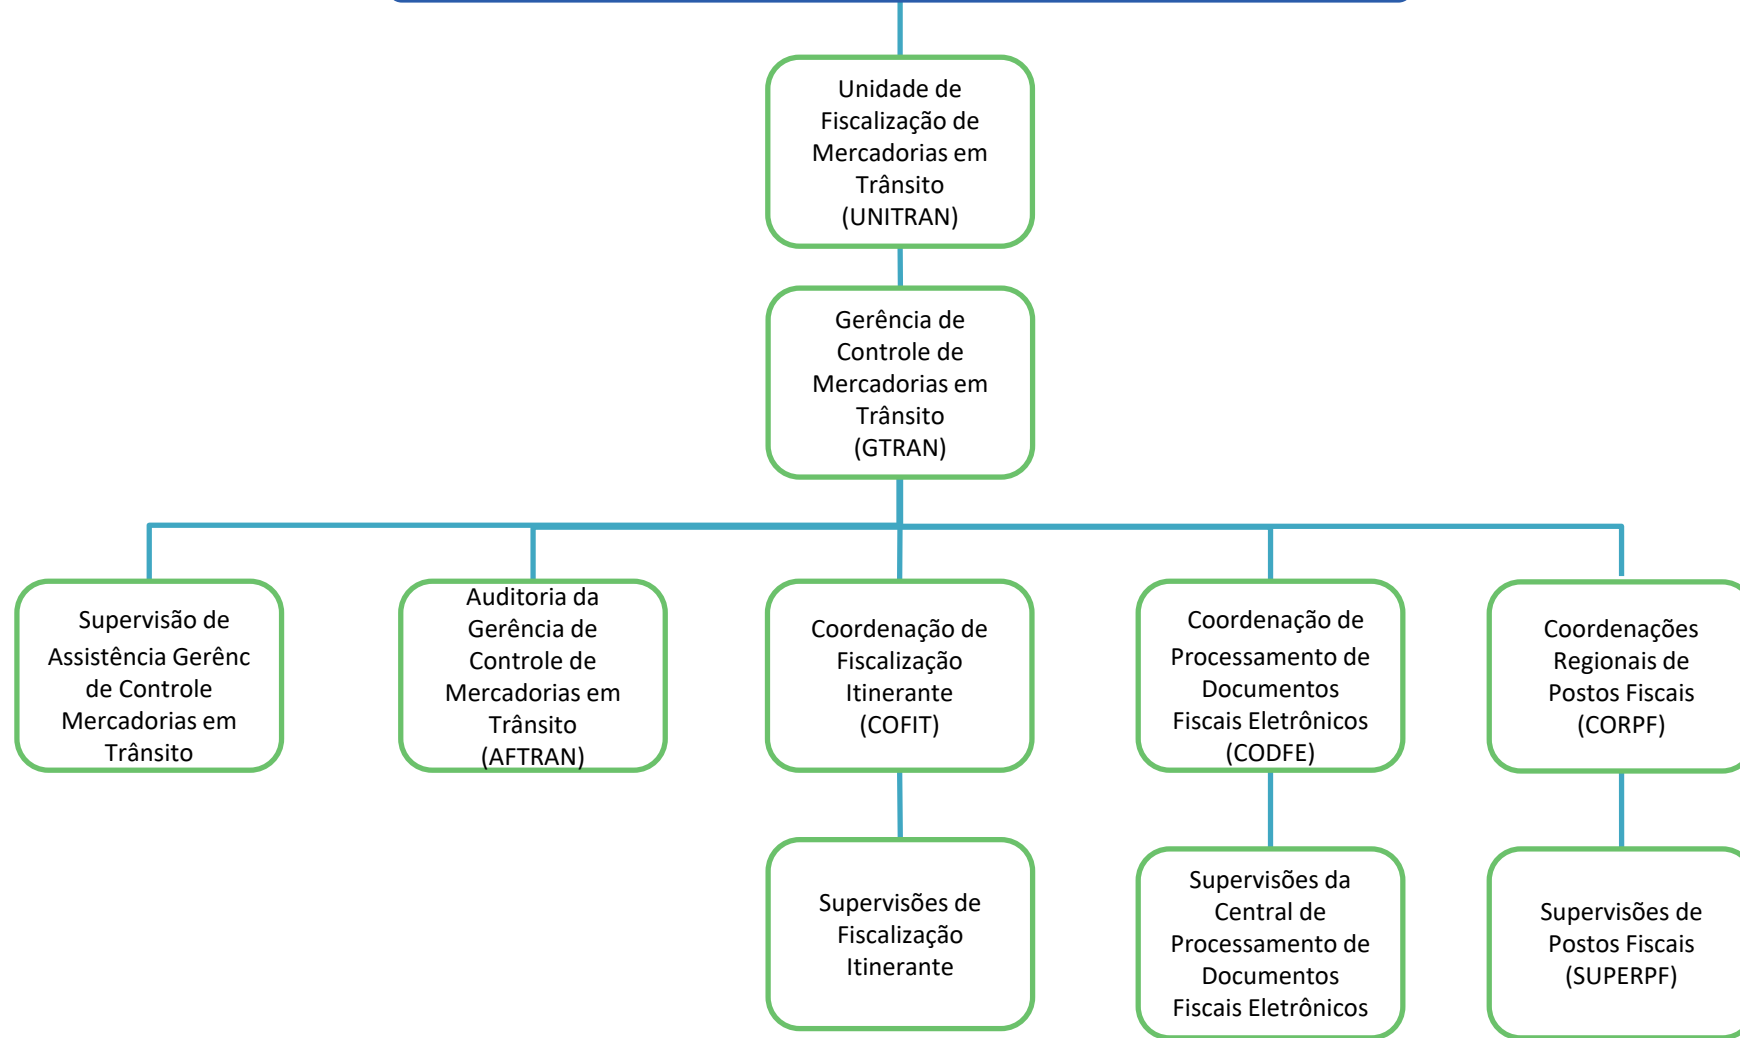 Unidade de
Fiscalização de
Mercadorias em
Trânsito
(UNITRAN)
Gerência de
Controle de
Mercadorias em
Trânsito
(GTRAN)
Supervisão de
Assistência Gerênc
de Controle
Mercadorias em
Trânsito
Auditoria da
Gerência de
Controle de
Mercadorias em
Trânsito
(AFTRAN)
Coordenação de
Fiscalização
Itinerante
(COFIT)
Coordenação de
Processamento de
Documentos
Fiscais Eletrônicos
(CODFE)
Coordenações
Regionais de
Postos Fiscais
(CORPF)
Supervisões de
Fiscalização
Itinerante
Supervisões da
Central de
Processamento de
Documentos
Fiscais Eletrônicos
Supervisões de
Postos Fiscais
(SUPERPF)